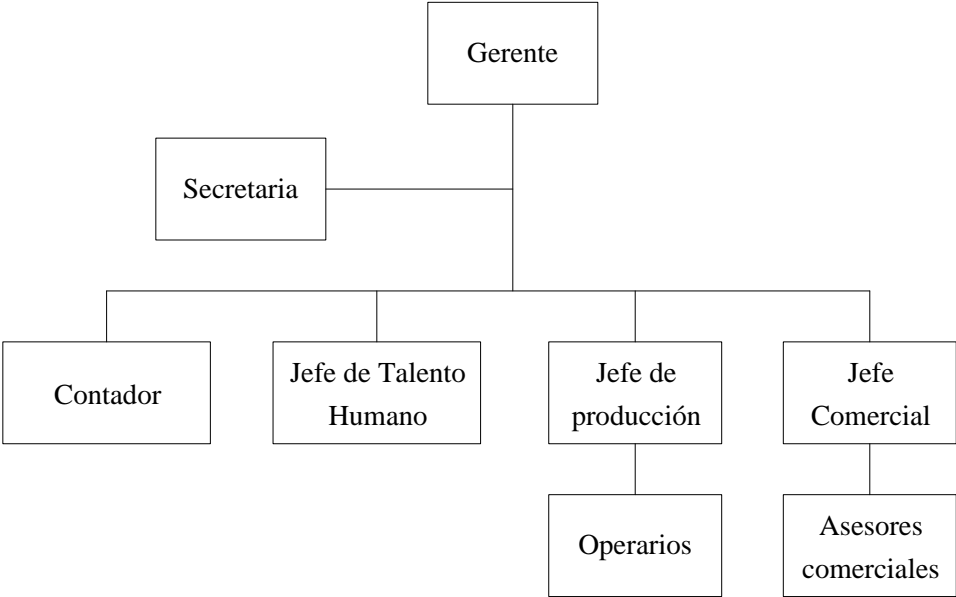 Gerente
Secretaria
Contador
Jefe de Talento
Humano
Jefe de
producción
Jefe
Comercial
Operarios
Asesores
comerciales